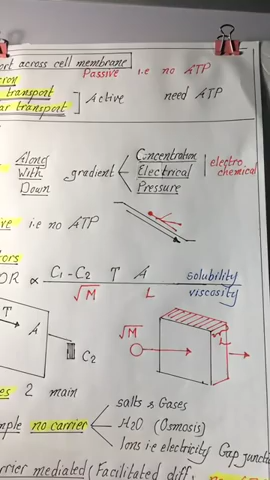 ort across cell membrane
Passive i.e no ATP
transport
ar transport ] Active need ATP
Along
With
Down
gradient
Concentration
Electrical
Pressure
electro
chemical
ive i.e no ATP
tors
OR ∝ C1-C2 T A solubility
√M L viscosity
T
A
C2
√M
L
es 2 main
mple no carrier
salts & Gases
H2O (Osmosis)
Ions i.e electricity Gap junction
rrier mediated (Facilitated diff